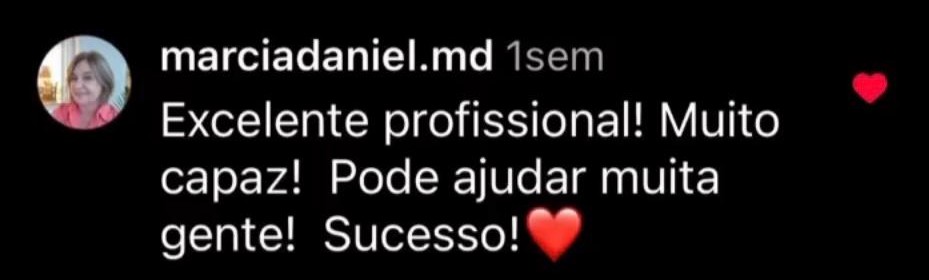 marciadaniel.md 1sem
Excelente profissional! Muito
capaz!  Pode ajudar muita
gente!  Sucesso!❤️